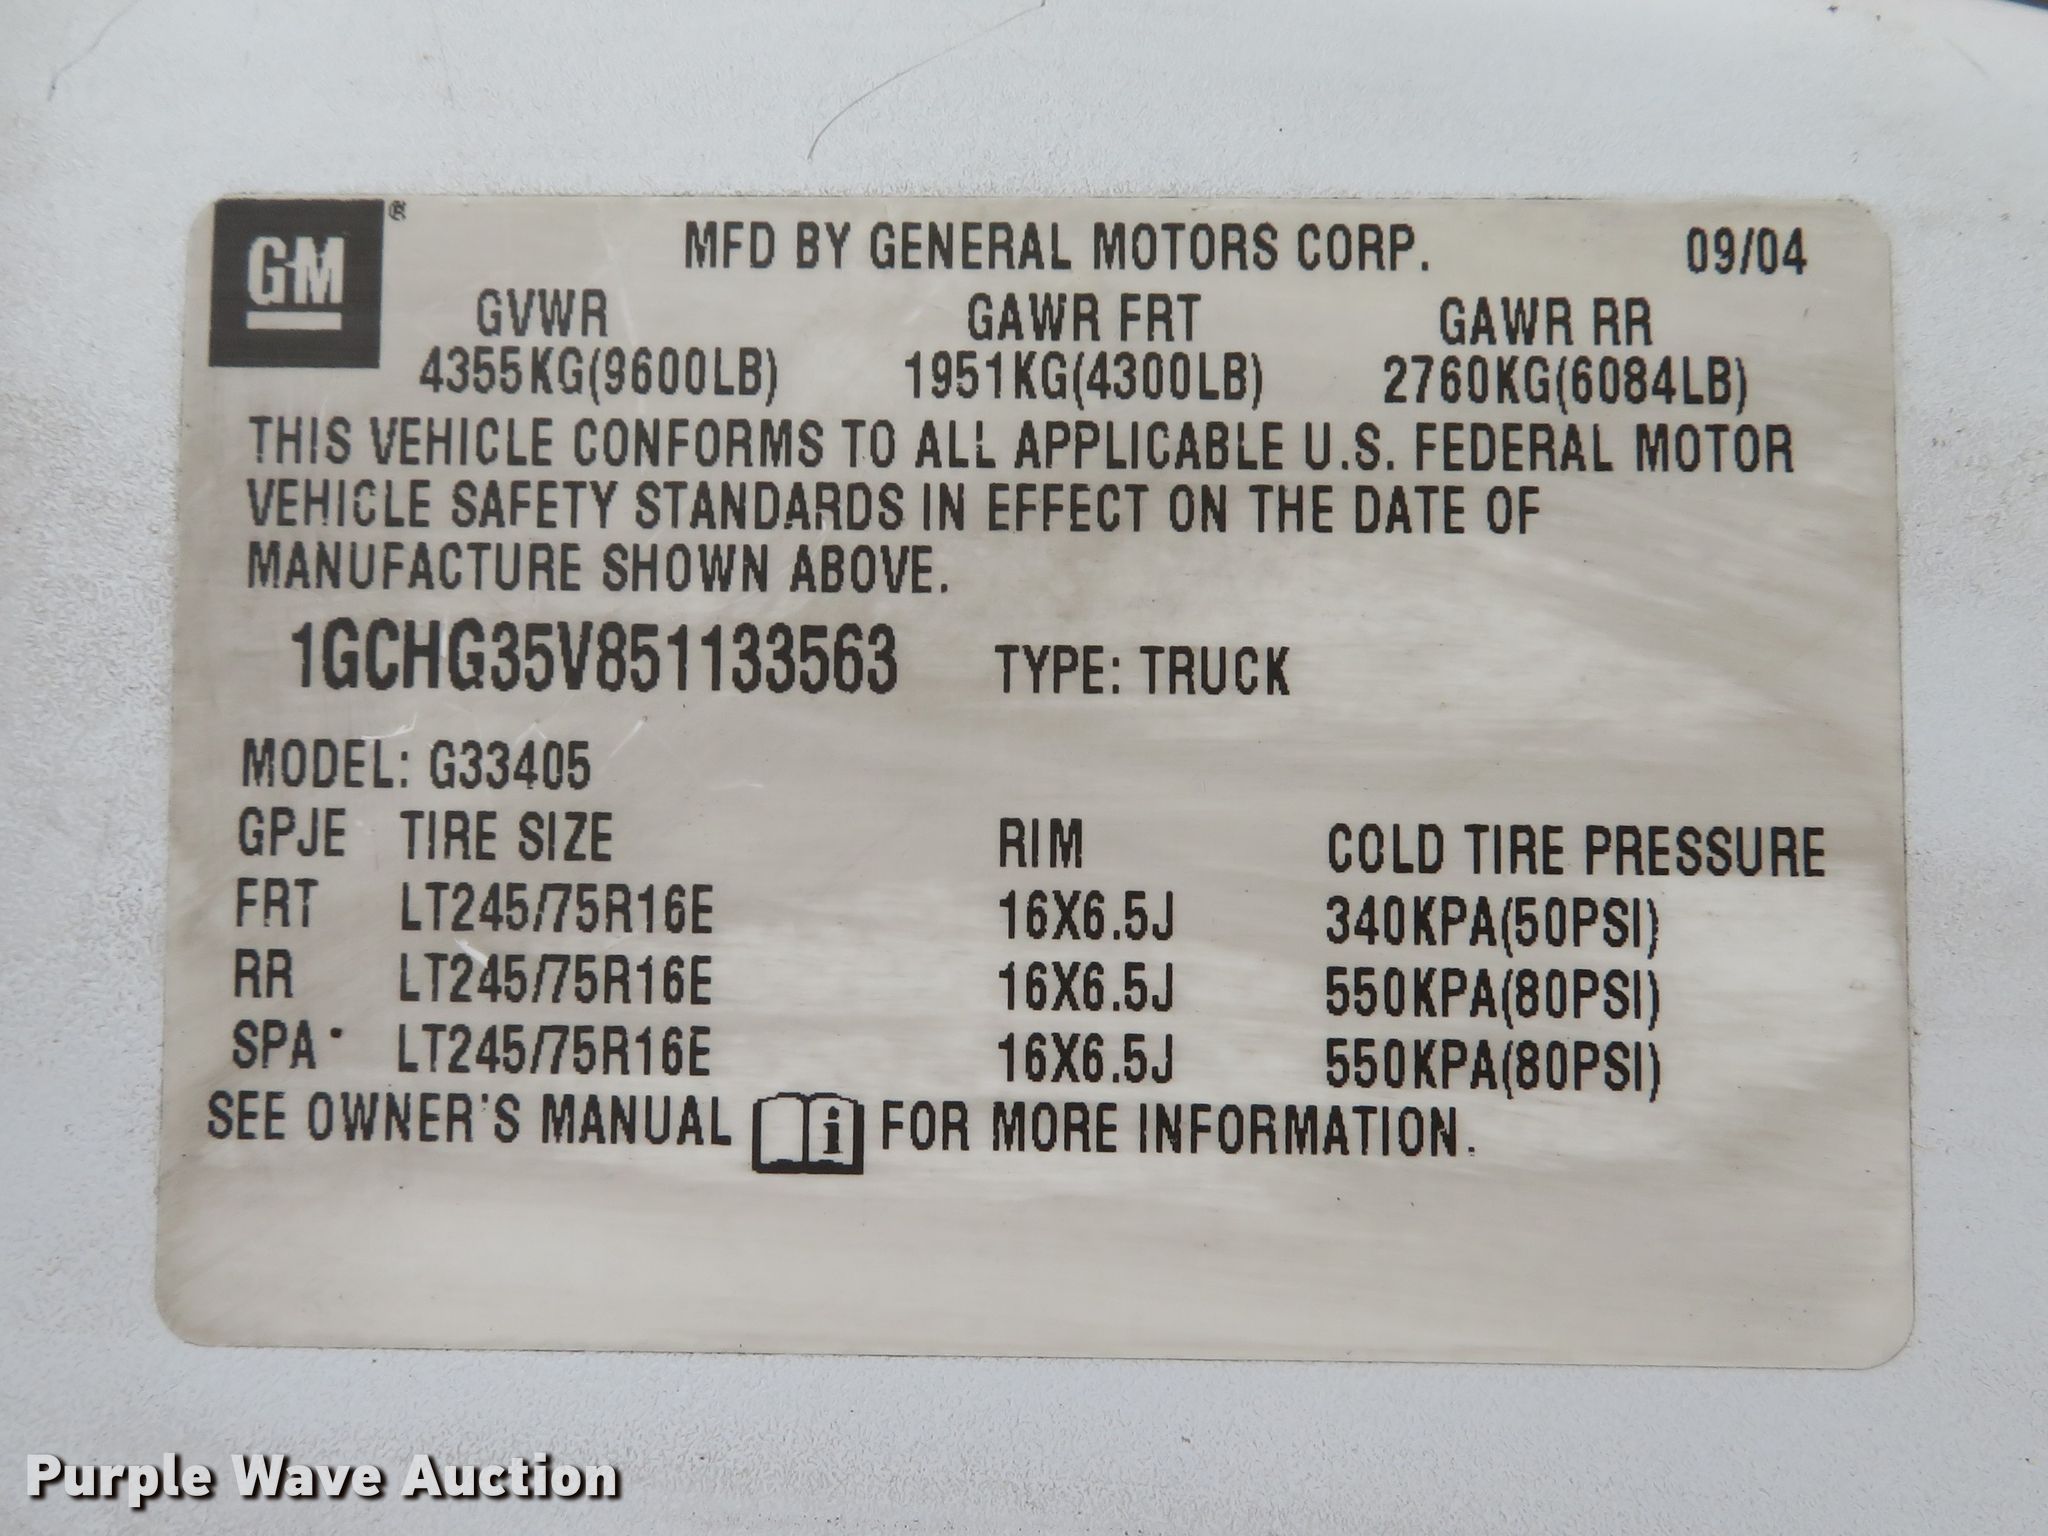 GM ®
MFD BY GENERAL MOTORS CORP. 09/04
GVWR GAWR FRT GAWR RR
4355KG(9600LB) 1951KG(4300LB) 2760KG(6084LB)
THIS VEHICLE CONFORMS TO ALL APPLICABLE U.S. FEDERAL MOTOR
VEHICLE SAFETY STANDARDS IN EFFECT ON THE DATE OF
MANUFACTURE SHOWN ABOVE.
1GCHG35V851133563 TYPE: TRUCK
MODEL: G33405
GPJE TIRE SIZE RIM COLD TIRE PRESSURE
FRT LT245/75R16E 16X6.5J 340KPA(50PSI)
RR LT245/75R16E 16X6.5J 550KPA(80PSI)
SPA LT245/75R16E 16X6.5J 550KPA(80PSI)
SEE OWNER'S MANUAL i FOR MORE INFORMATION.
Purple Wave Auction